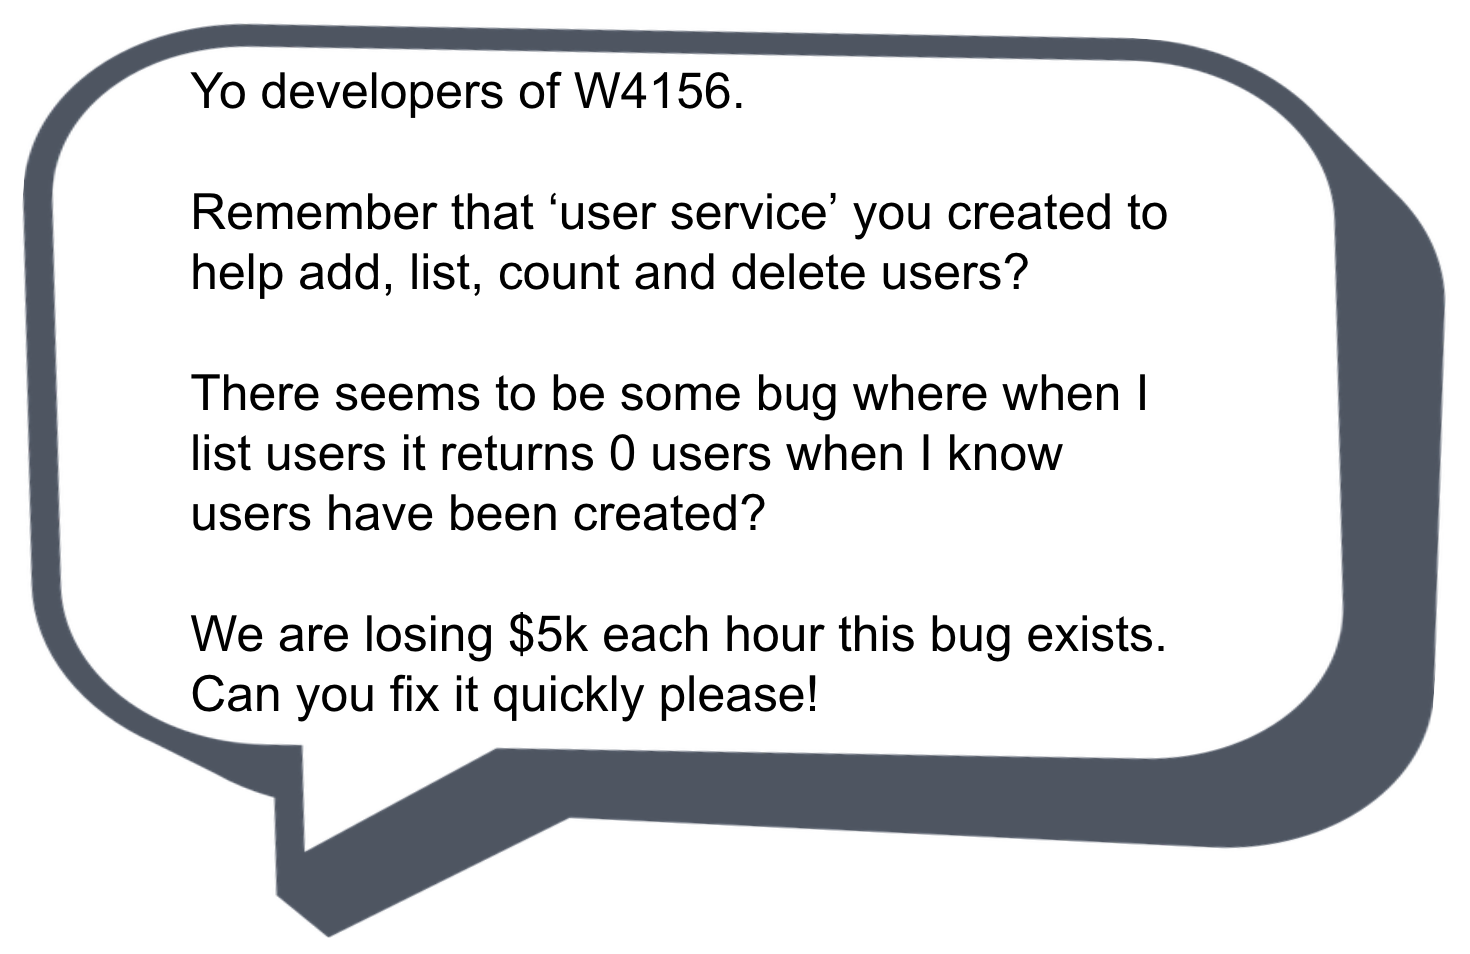 Yo developers of W4156.
Remember that ‘user service’ you created to
help add, list, count and delete users?
There seems to be some bug where when I
list users it returns 0 users when I know
users have been created?
We are losing $5k each hour this bug exists.
Can you fix it quickly please!